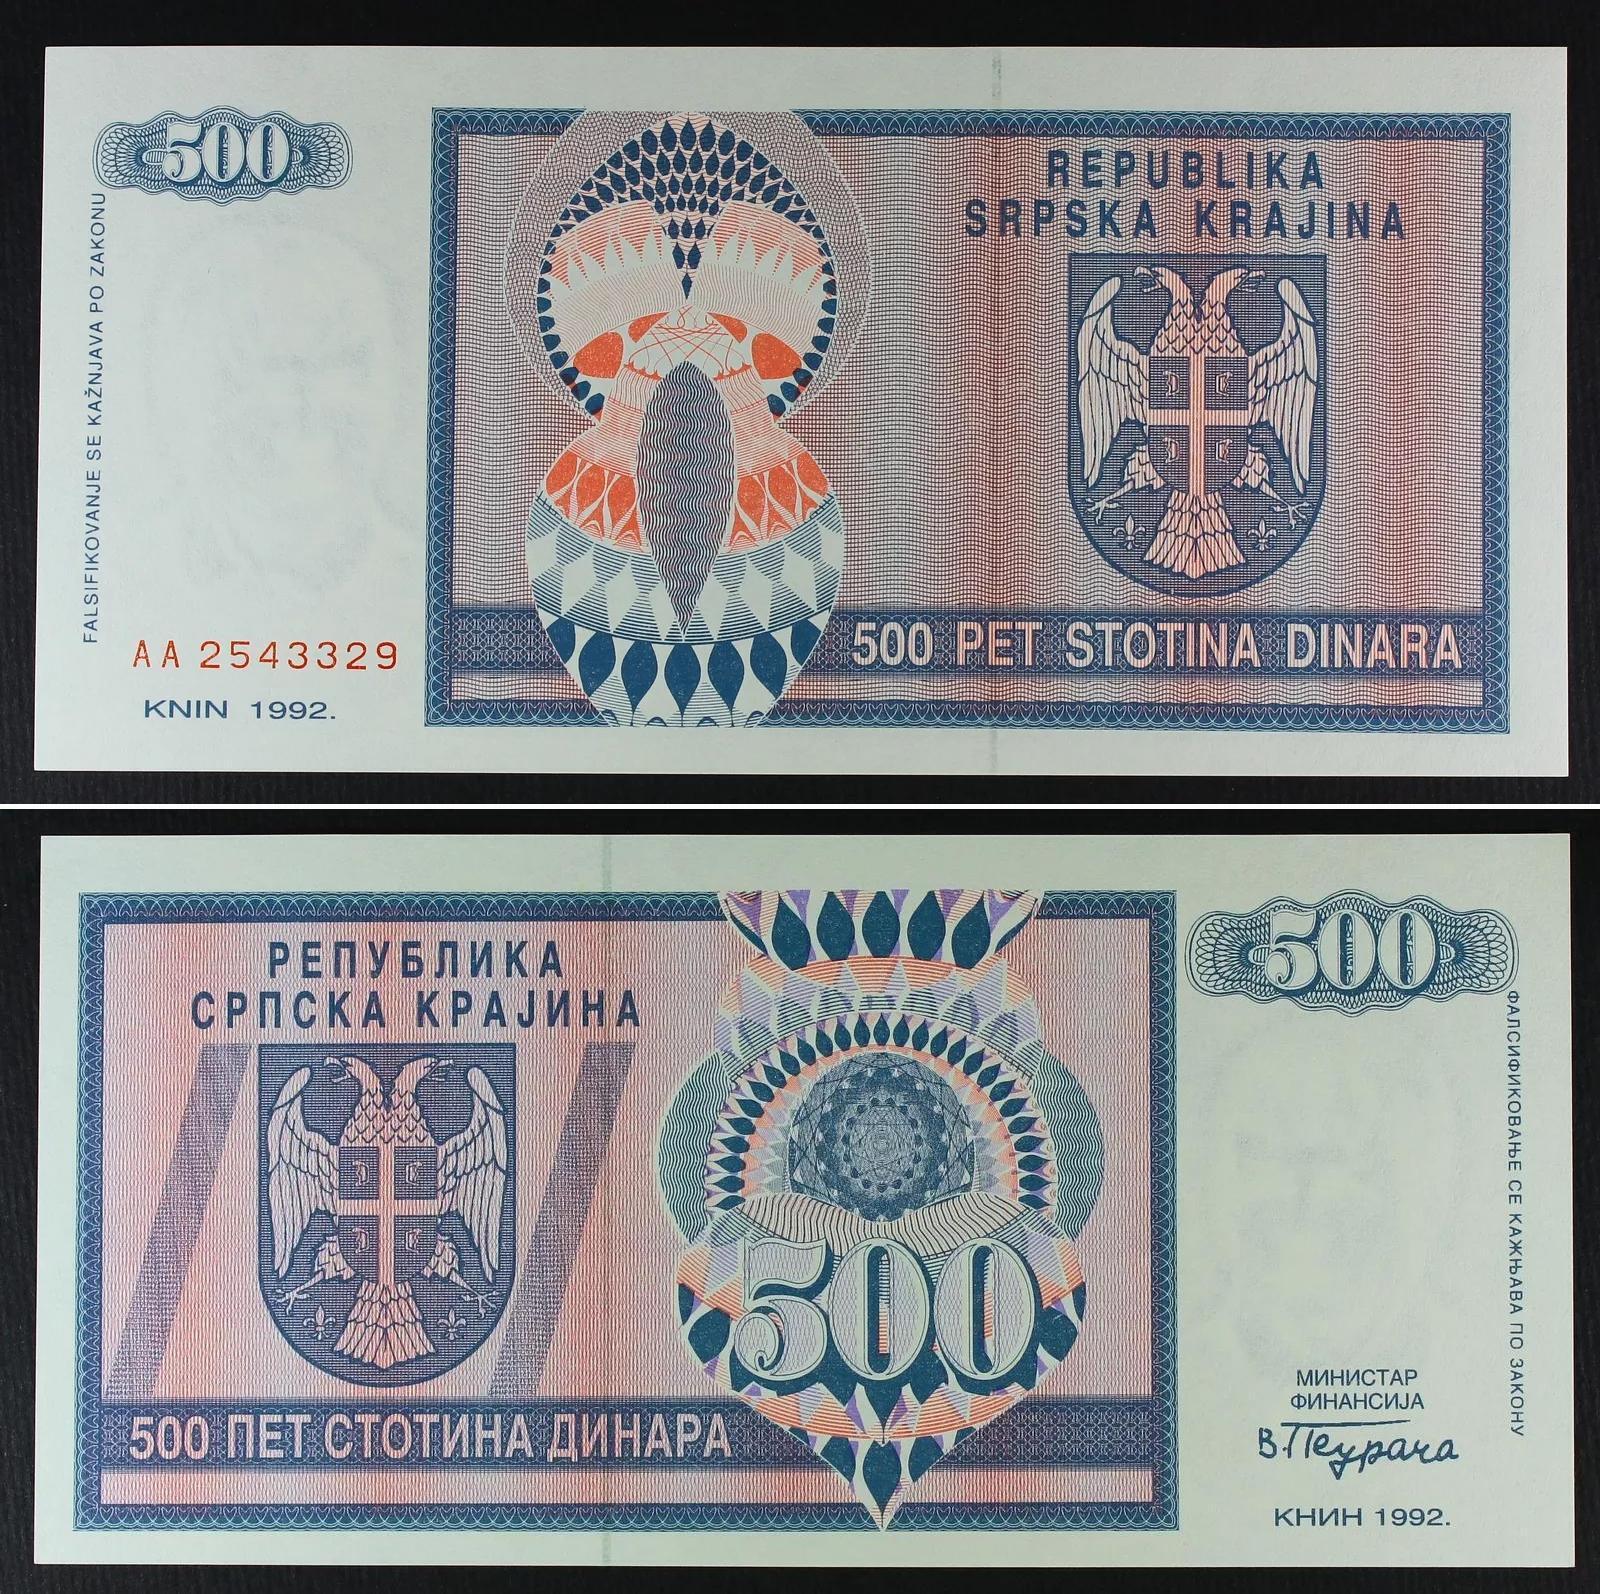 500
FALSIFIKOVANJE SE KAŽNJAVA PO ZAKONU
REPUBLIKA
SRPSKA KRAJINA
500 PET STOTINA DINARA
AA 2543329
KNIN 1992.
РЕПУБЛИКА
СРПСКА КРАЈИНА
500
500
ФАЛСИФИКОВАЊЕ СЕ КАЖЊАВА ПО ЗАКОНУ
500 ПЕТ СТОТИНА ДИНАРА
МИНИСТАР
ФИНАНСИЈА
В. Пеурача
КНИН 1992.